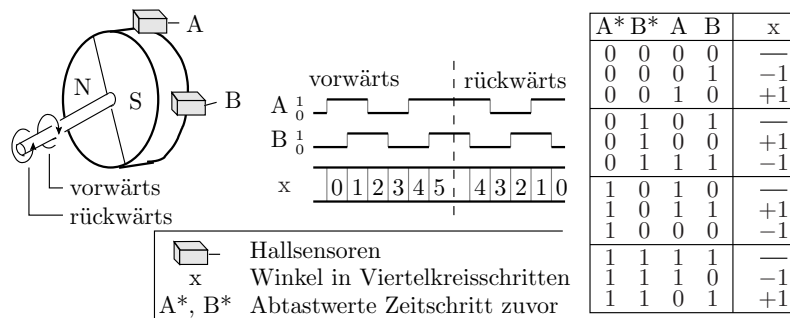 A
N
S
B
vorwärts
rückwärts
vorwärts rückwärts
A 1 0
B 1 0
x 0 1 2 3 4 5 4 3 2 1 0
Hallsensoren
x Winkel in Viertelkreisschritten
A*, B* Abtastwerte Zeitschritt zuvor
A* B* A B x
0 0 0 0 —
0 0 0 1 −1
0 0 1 0 +1
0 1 0 1 —
0 1 0 0 +1
0 1 1 1 −1
1 0 1 0 —
1 0 1 1 +1
1 0 0 0 −1
1 1 1 1 —
1 1 1 0 −1
1 1 0 1 +1